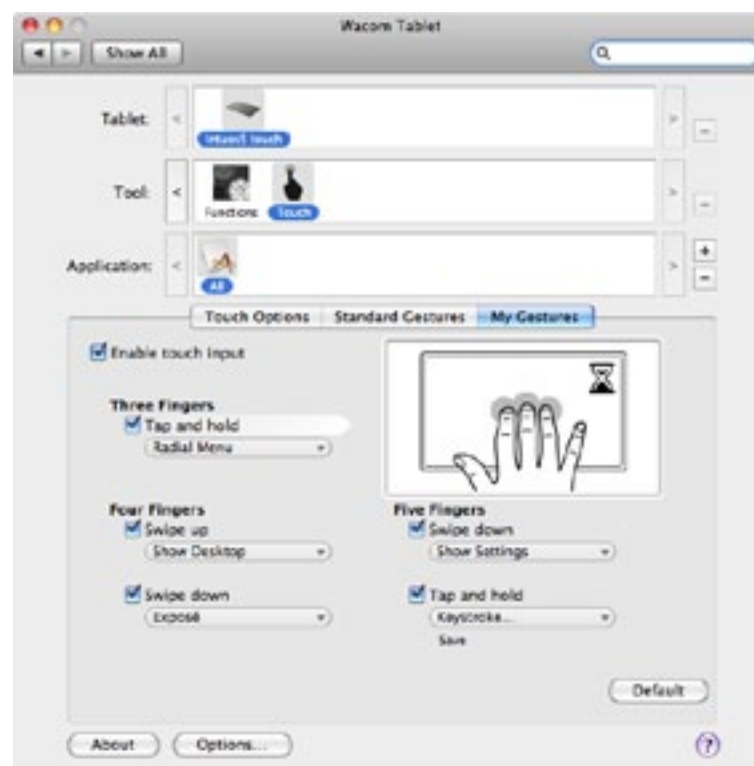 Wacom Tablet
Show All
Tablet:
Intuos5 touch
Tool:
Functions Touch
Application:
All
Touch Options Standard Gestures My Gestures
Enable touch input
Three Fingers
Tap and hold
Radial Menu
Four Fingers
Swipe up
Show Desktop
Swipe down
Exposé
Five Fingers
Swipe down
Show Settings
Tap and hold
Keystroke...
Save
Default
About Options... ?